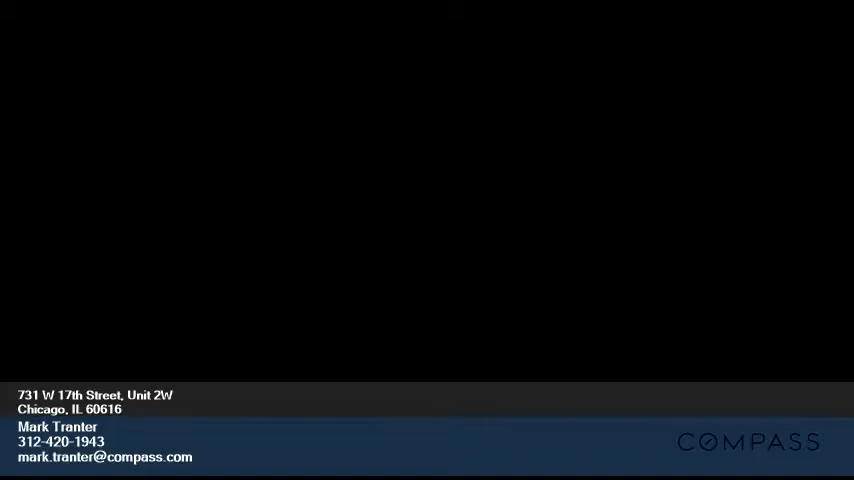 731 W 17th Street, Unit 2W
Chicago, IL 60616
Mark Tranter
312-420-1943
mark.tranter@compass.com
COMPASS